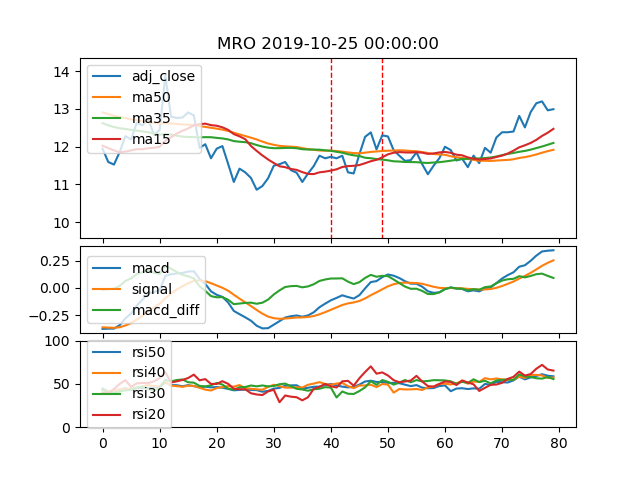 MRO 2019-10-25 00:00:00
14
13
12
11
10
adj_close
ma50
ma35
ma15
0.25
0.00
−0.25
macd
signal
macd_diff
100
50
0
rsi50
rsi40
rsi30
rsi20
0 10 20 30 40 50 60 70 80